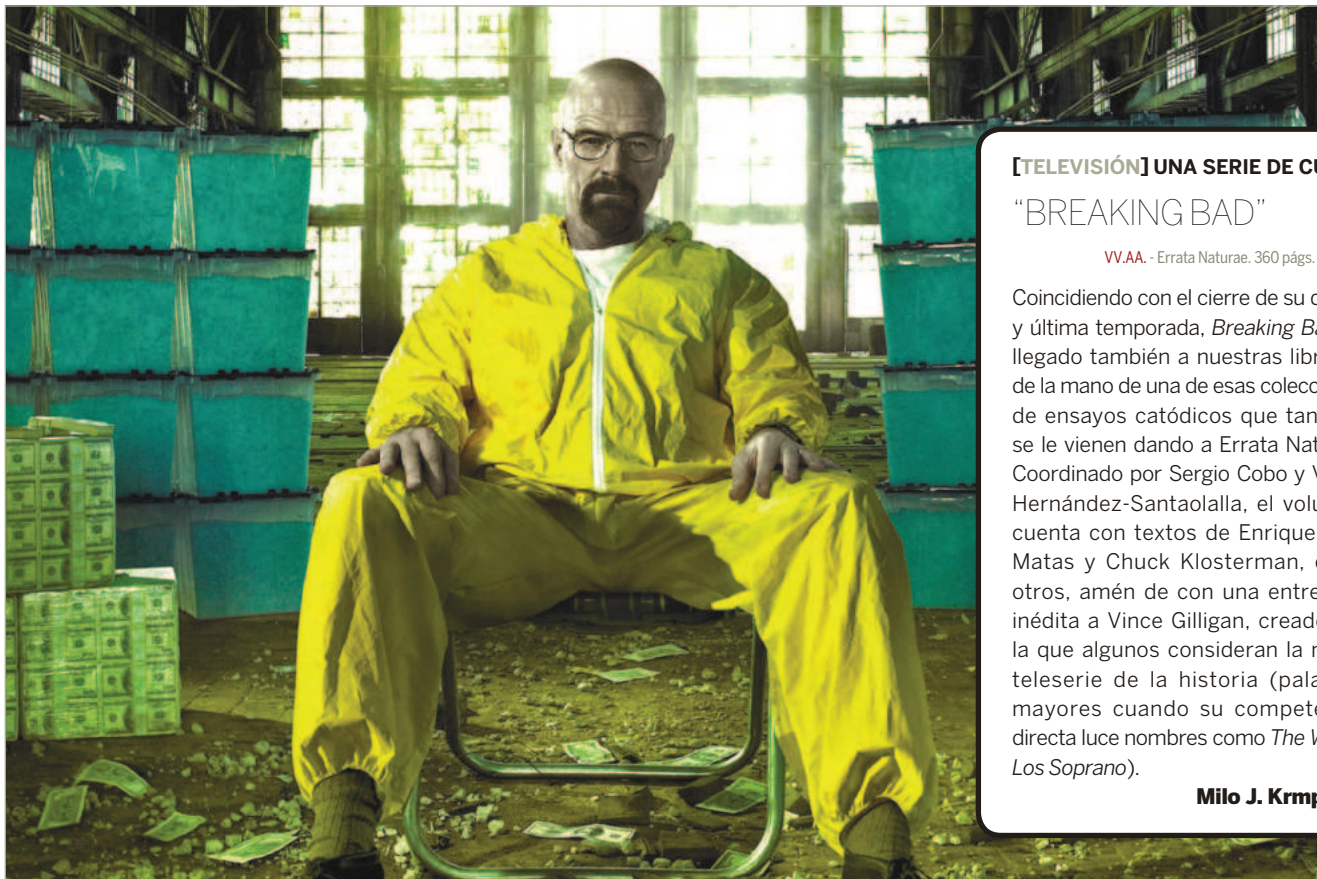 [TELEVISIÓN] UNA SERIE DE
“BREAKING BAD”
VV.AA. - Errata Naturae. 360 págs.
Coincidiendo con el cierre de su
y última temporada, Breaking
llegado también a nuestras
de la mano de una de esas
de ensayos catódicos que
se le vienen dando a Errata
Coordinado por Sergio Cobo y
Hernández-Santaolalla, el
cuenta con textos de Enrique
Matas y Chuck Klosterman,
otros, amén de con una
inédita a Vince Gilligan,
la que algunos consideran la
teleserie de la historia
mayores cuando su
directa luce nombres como The
Los Soprano).
Milo J.